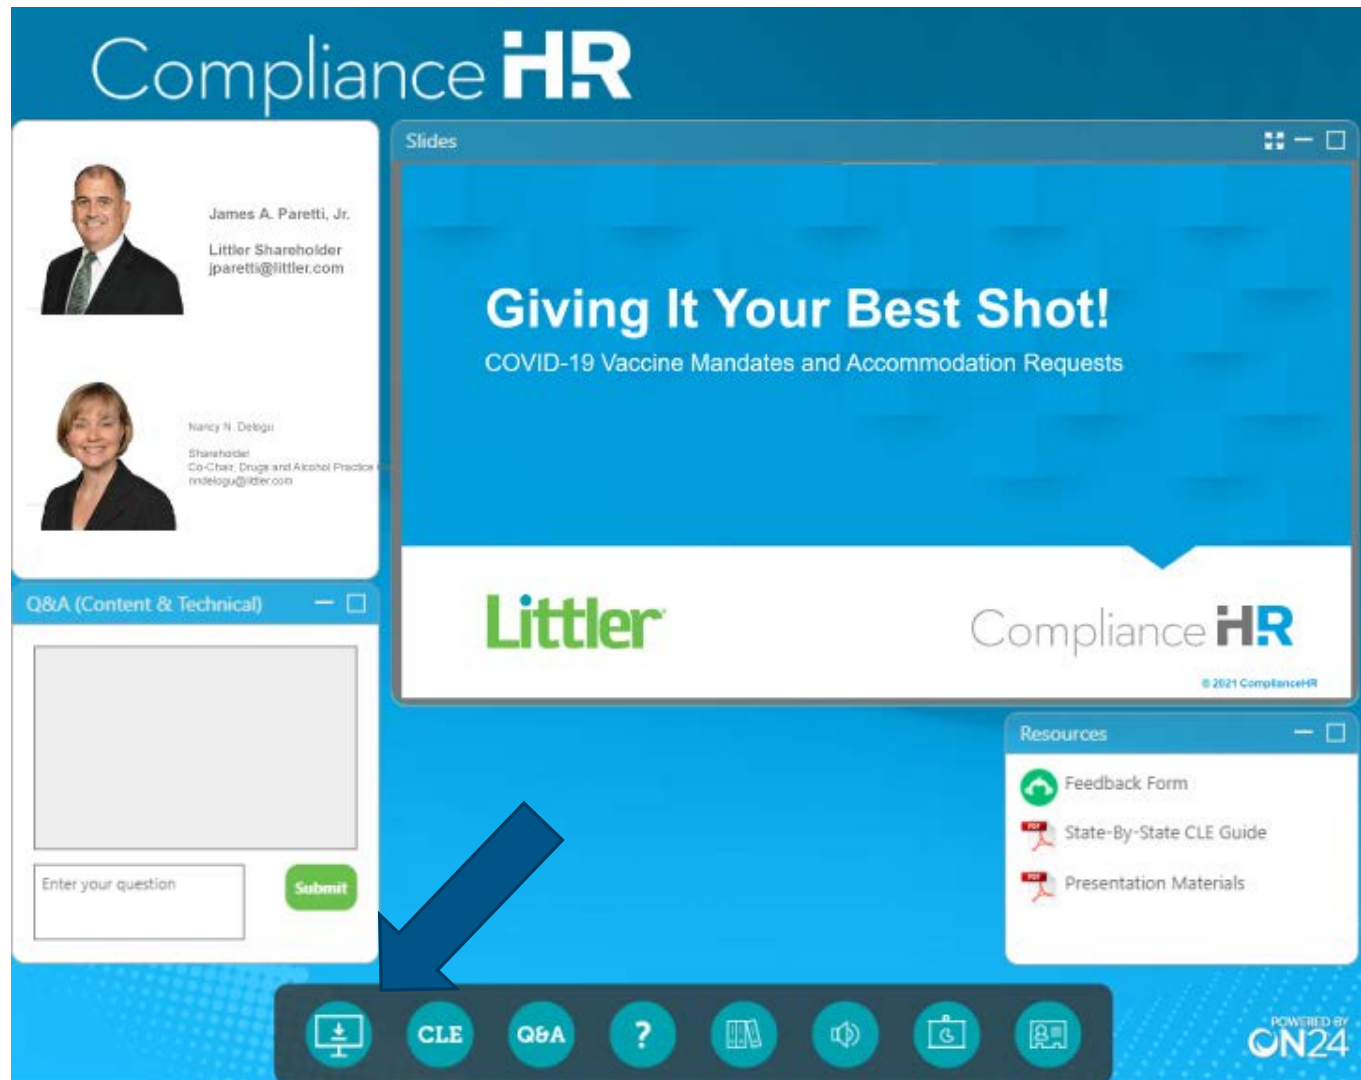 Compliance HR
James A. Paretti, Jr.
Littler Shareholder
jparetti@littler.com
Nancy N. Delogu
Shareholder
Co-Chair, Drugs and Alcohol Practice
nndelogu@littler.com
Slides
Giving It Your Best Shot!
COVID-19 Vaccine Mandates and Accommodation Requests
Littler
Compliance HR
© 2021 ComplianceHR
Q&A (Content & Technical)
Enter your question
Submit
Resources
Feedback Form
PDF
State-By-State CLE Guide
PDF
Presentation Materials
CLE
Q&A
?
POWERED BY
ON24